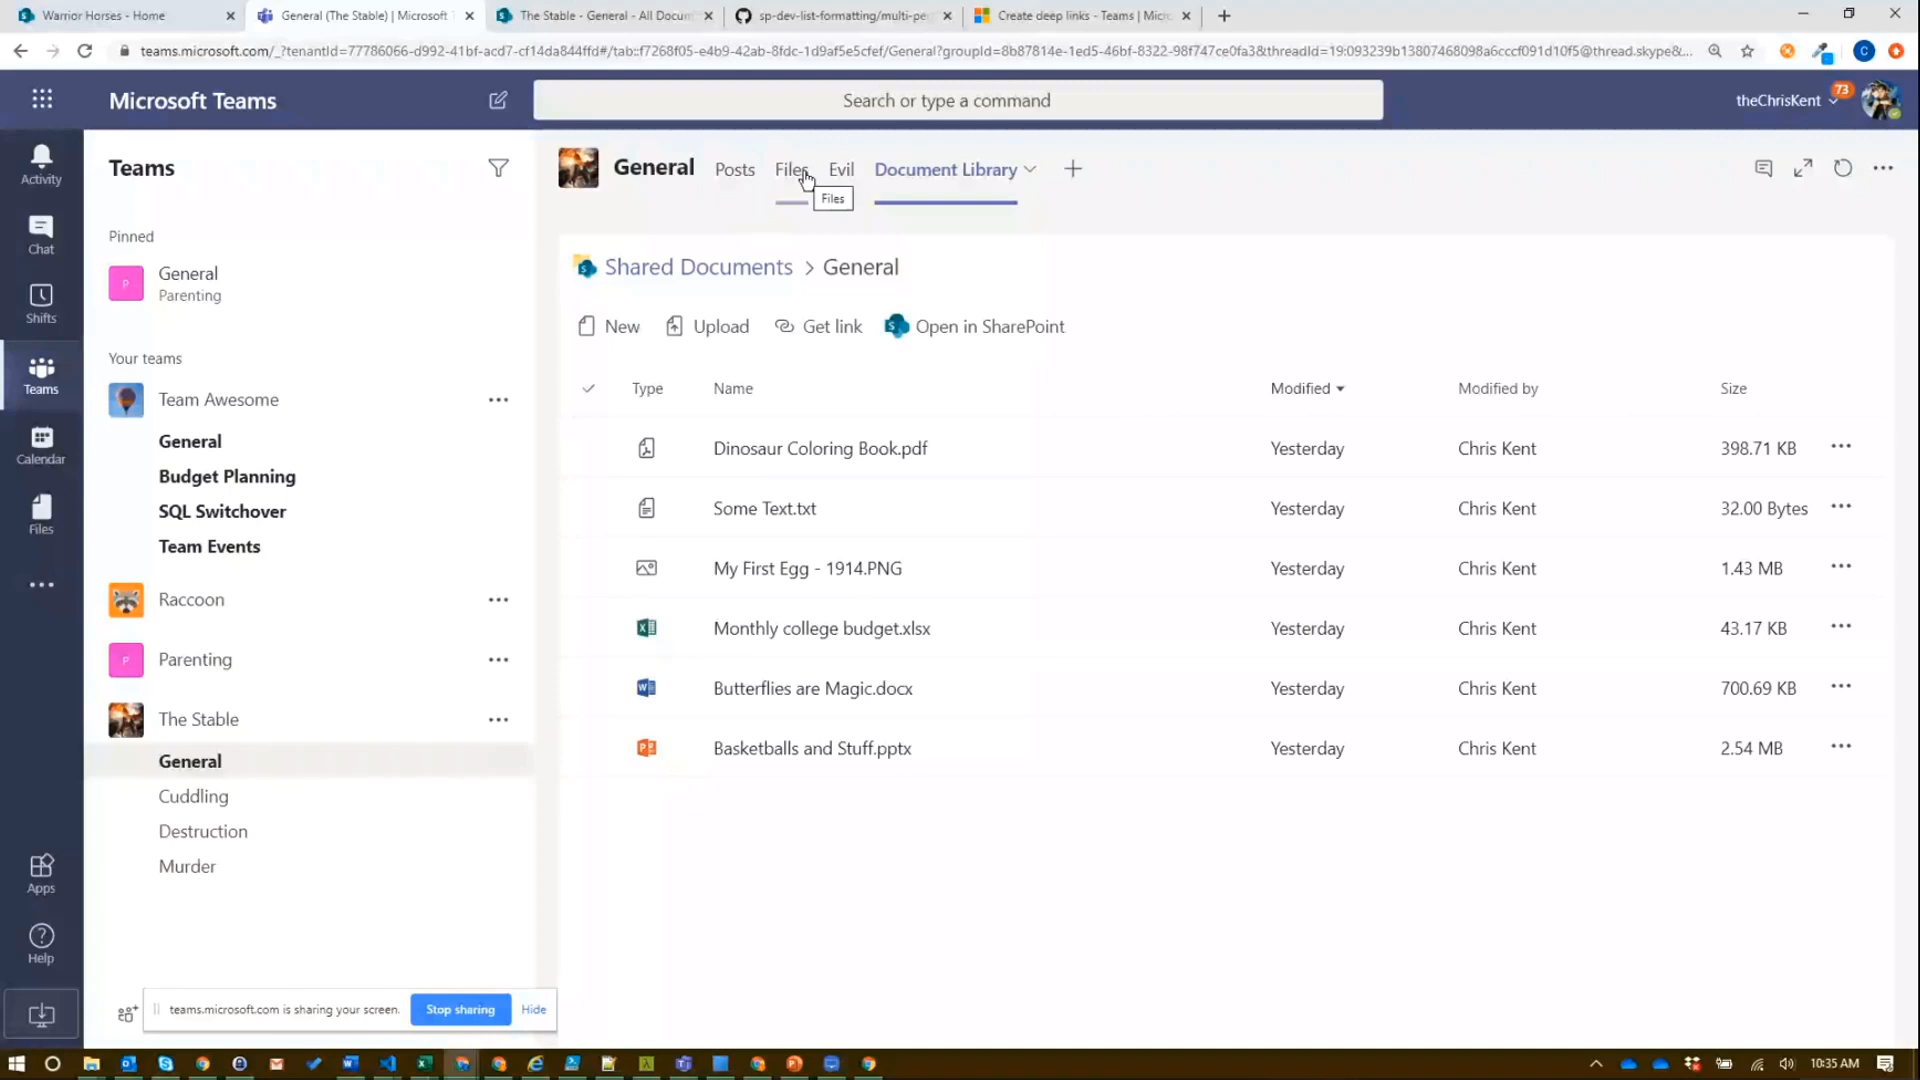 Warrior Horses - Home
General (The Stable) | Microsoft
The Stable - General - All Docum
sp-dev-list-formatting/multi-per
Create deep links - Teams | Micr
teams.microsoft.com/_?tenantId=77786066-d992-41bf-acd7-cf14da844ffd#/tab::f7268f05-e4b9-42ab-8fdc-1d9af5e5cfef/General?groupId=8b87814e-1ed5-46bf-8322-98f747ce0fa3&threadId=19:093239b13807468098a6cccf091d10f5@thread.skype&...
C
Microsoft Teams
Search or type a command
theChrisKent
73
Activity
Chat
Shifts
Teams
Calendar
Files
Apps
Help
Teams
Pinned
P
General
Parenting
Your teams
Team Awesome
General
Budget Planning
SQL Switchover
Team Events
Raccoon
P
Parenting
The Stable
General
Cuddling
Destruction
Murder
General
Posts
Files
Evil
Document Library
Files
Shared Documents > General
New
Upload
Get link
Open in SharePoint
Type Name Modified Modified by Size
Dinosaur Coloring Book.pdf Yesterday Chris Kent 398.71 KB
Some Text.txt Yesterday Chris Kent 32.00 Bytes
My First Egg - 1914.PNG Yesterday Chris Kent 1.43 MB
Monthly college budget.xlsx Yesterday Chris Kent 43.17 KB
Butterflies are Magic.docx Yesterday Chris Kent 700.69 KB
Basketballs and Stuff.pptx Yesterday Chris Kent 2.54 MB
teams.microsoft.com is sharing your screen.
Stop sharing
Hide
10:35 AM